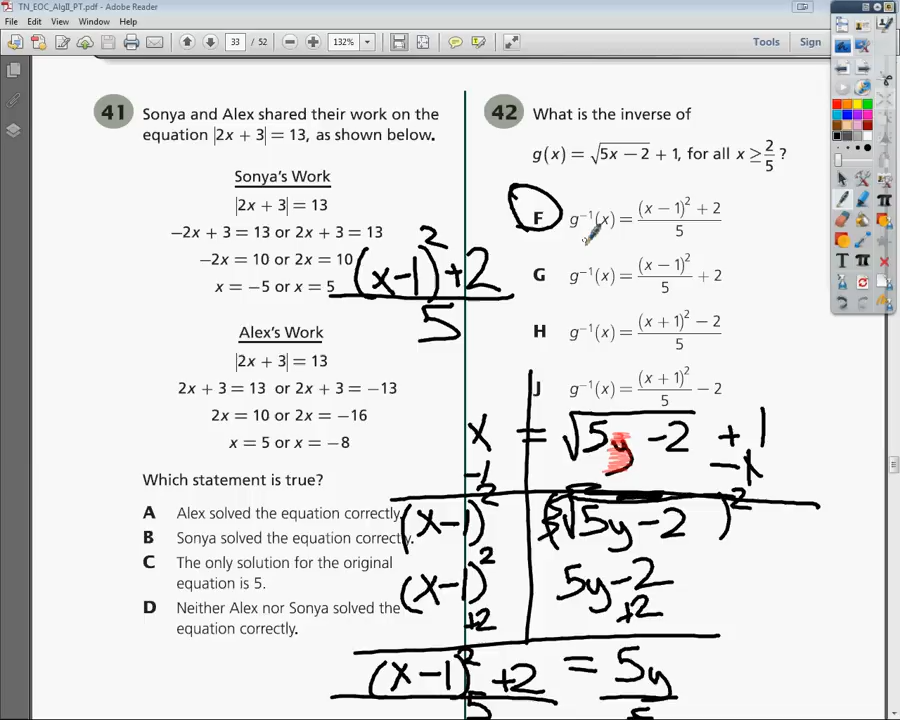 TN_EOC_AlgII_PT.pdf - Adobe Reader
File Edit View Window Help
33 / 52 132% Tools Sign
41 Sonya and Alex shared their work on the
equation |2x + 3| = 13, as shown below.
Sonya's Work
|2x + 3| = 13
−2x + 3 = 13 or 2x + 3 = 13
−2x = 10 or 2x = 10
x = −5 or x = 5
Alex's Work
|2x + 3| = 13
2x + 3 = 13 or 2x + 3 = −13
2x = 10 or 2x = −16
x = 5 or x = −8
Which statement is true?
A Alex solved the equation correctly.
B Sonya solved the equation correctly.
C The only solution for the original
equation is 5.
D Neither Alex nor Sonya solved the
equation correctly.
(x-1)² +2
5
42 What is the inverse of
g(x) = √(5x − 2) + 1, for all x ≥ 2/5 ?
F g⁻¹(x) = ((x − 1)² + 2)/5
G g⁻¹(x) = (x − 1)²/5 + 2
H g⁻¹(x) = ((x + 1)² − 2)/5
J g⁻¹(x) = (x + 1)²/5 − 2
x = √(5y -2) + 1
-1 -1
(x-1)² (√(5y-2))²
(x-1)² 5y-2
+2 +2
(x-1)² +2 = 5y
5 5